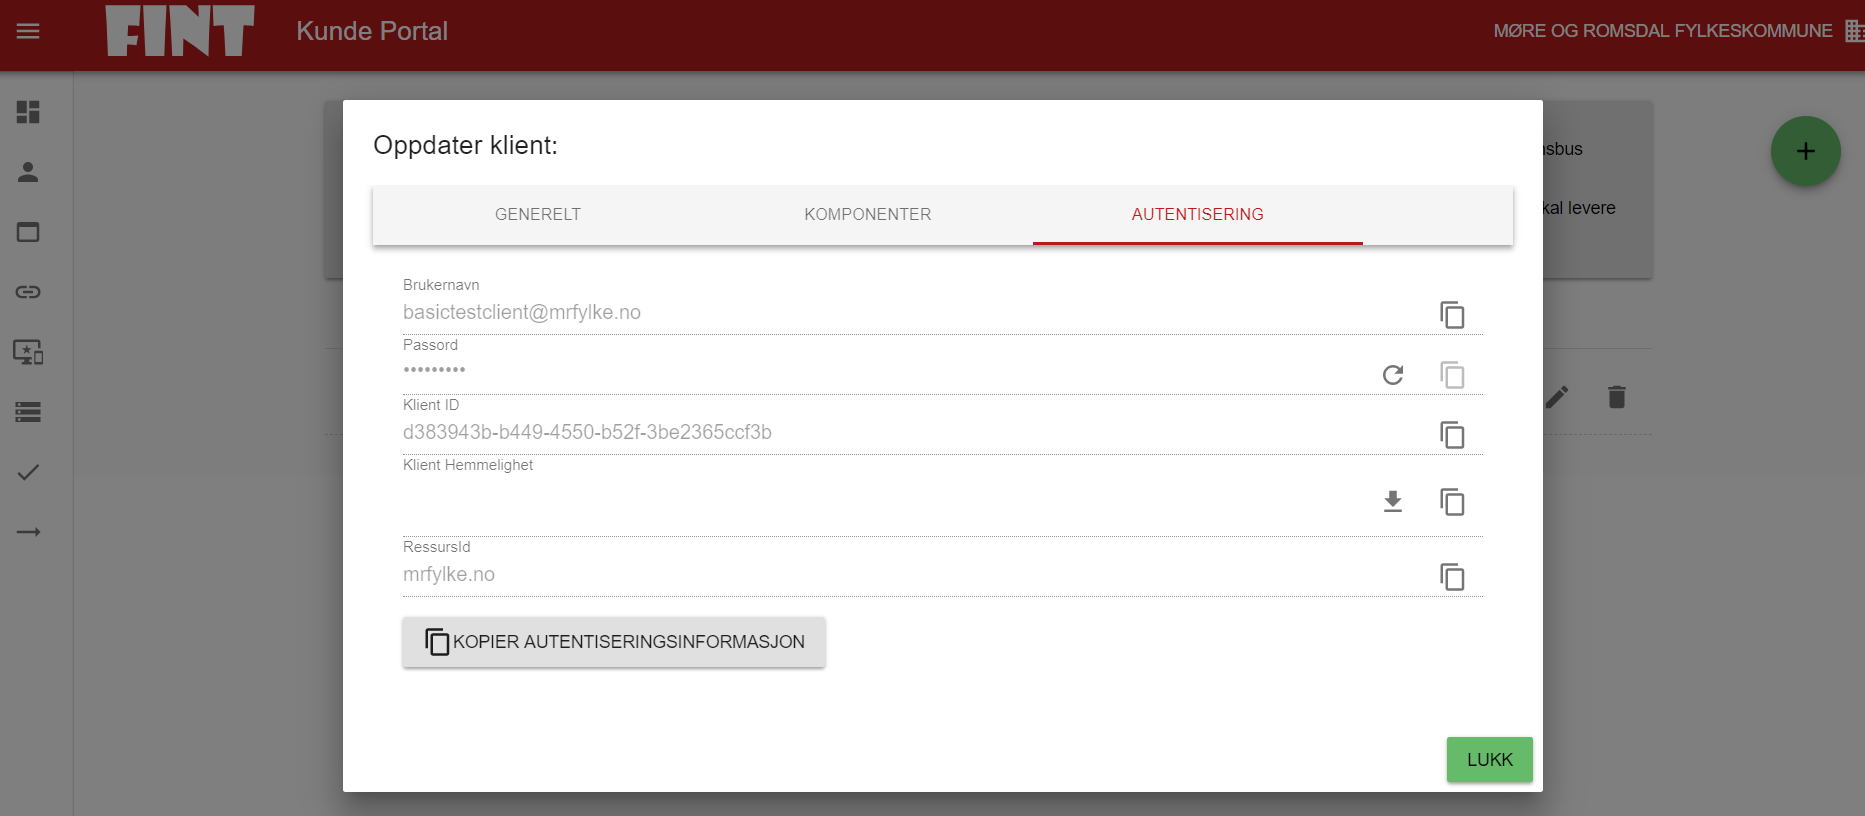 FINT
Kunde Portal
MØRE OG ROMSDAL FYLKESKOMMUNE
Oppdater klient:
GENERELT
KOMPONENTER
AUTENTISERING
Brukernavn
basictestclient@mrfylke.no
Passord
•••••••••
Klient ID
d383943b-b449-4550-b52f-3be2365ccf3b
Klient Hemmelighet
RessursId
mrfylke.no
KOPIER AUTENTISERINGSINFORMASJON
LUKK
sbus
kal levere